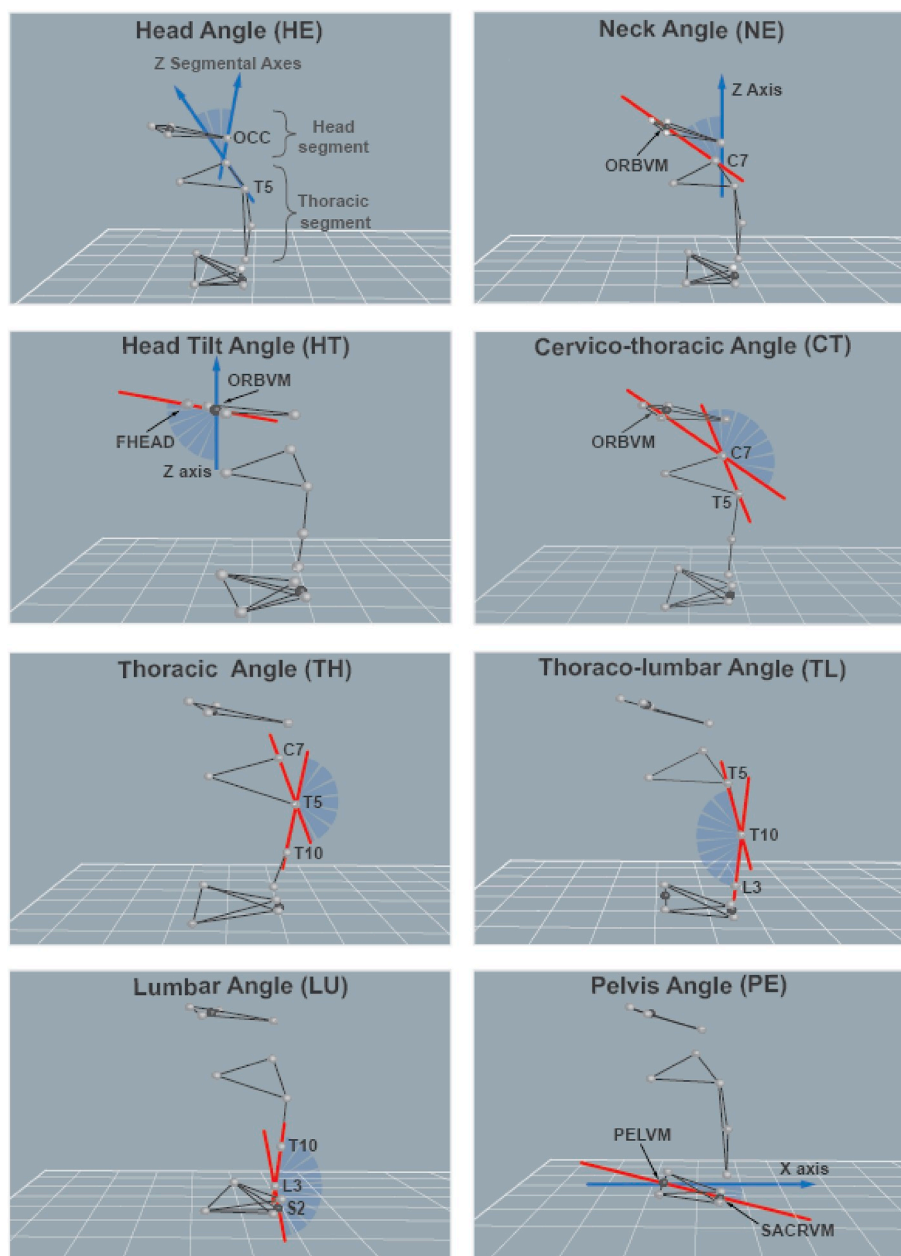 Head Angle (HE)
Z Segmental Axes
OCC
Head
segment
T5
Thoracic
segment
Neck Angle (NE)
Z Axis
ORBVM
C7
Head Tilt Angle (HT)
ORBVM
FHEAD
Z axis
Cervico-thoracic Angle (CT)
ORBVM
C7
T5
Thoracic Angle (TH)
C7
T5
T10
Thoraco-lumbar Angle (TL)
T5
T10
L3
Lumbar Angle (LU)
T10
L3
S2
Pelvis Angle (PE)
PELVM
X axis
SACRVM